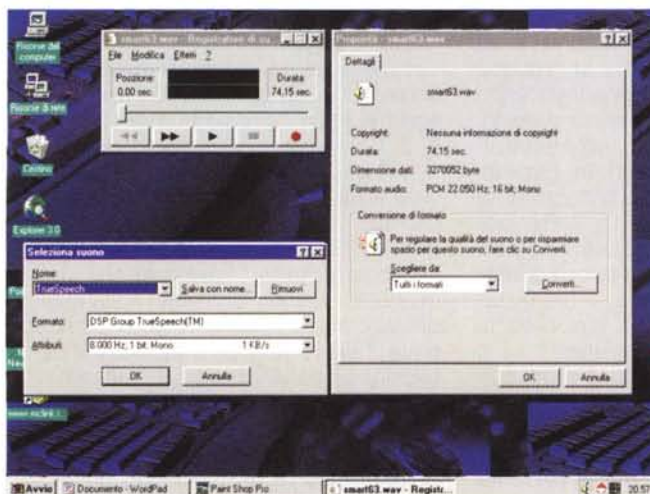 Risorse del
computer
Risorse di rete
Cestino
Explore 3.0
smart63.wav - Registratore di su
File Modifica Effetti ?
Posizione:
0.00 sec.
Durata
74,15 sec.
Seleziona suono
Nome:
TrueSpeech
Salva con nome...
Rimuovi
Formato:
DSP Group TrueSpeech(TM)
Attributi:
8.000 Hz; 1 bit; Mono 1 KB/s
OK
Annulla
Proprietà - smart63.wav
Dettagli
smart63.wav
Copyright: Nessuna informazione di copyright
Durata: 74,15 sec.
Dimensione dati: 3270052 byte
Formato audio: PCM 22.050 Hz; 16 bit; Mono
Conversione di formato
Per regolare la qualità del suono o per risparmiare
spazio per questo suono, fare clic su Converti.
Scegliere da:
Tutti i formati
Converti...
OK
Annulla
Avvio
Documento - WordPad
Paint Shop Pro
smart63.wav - Registr...
20.57